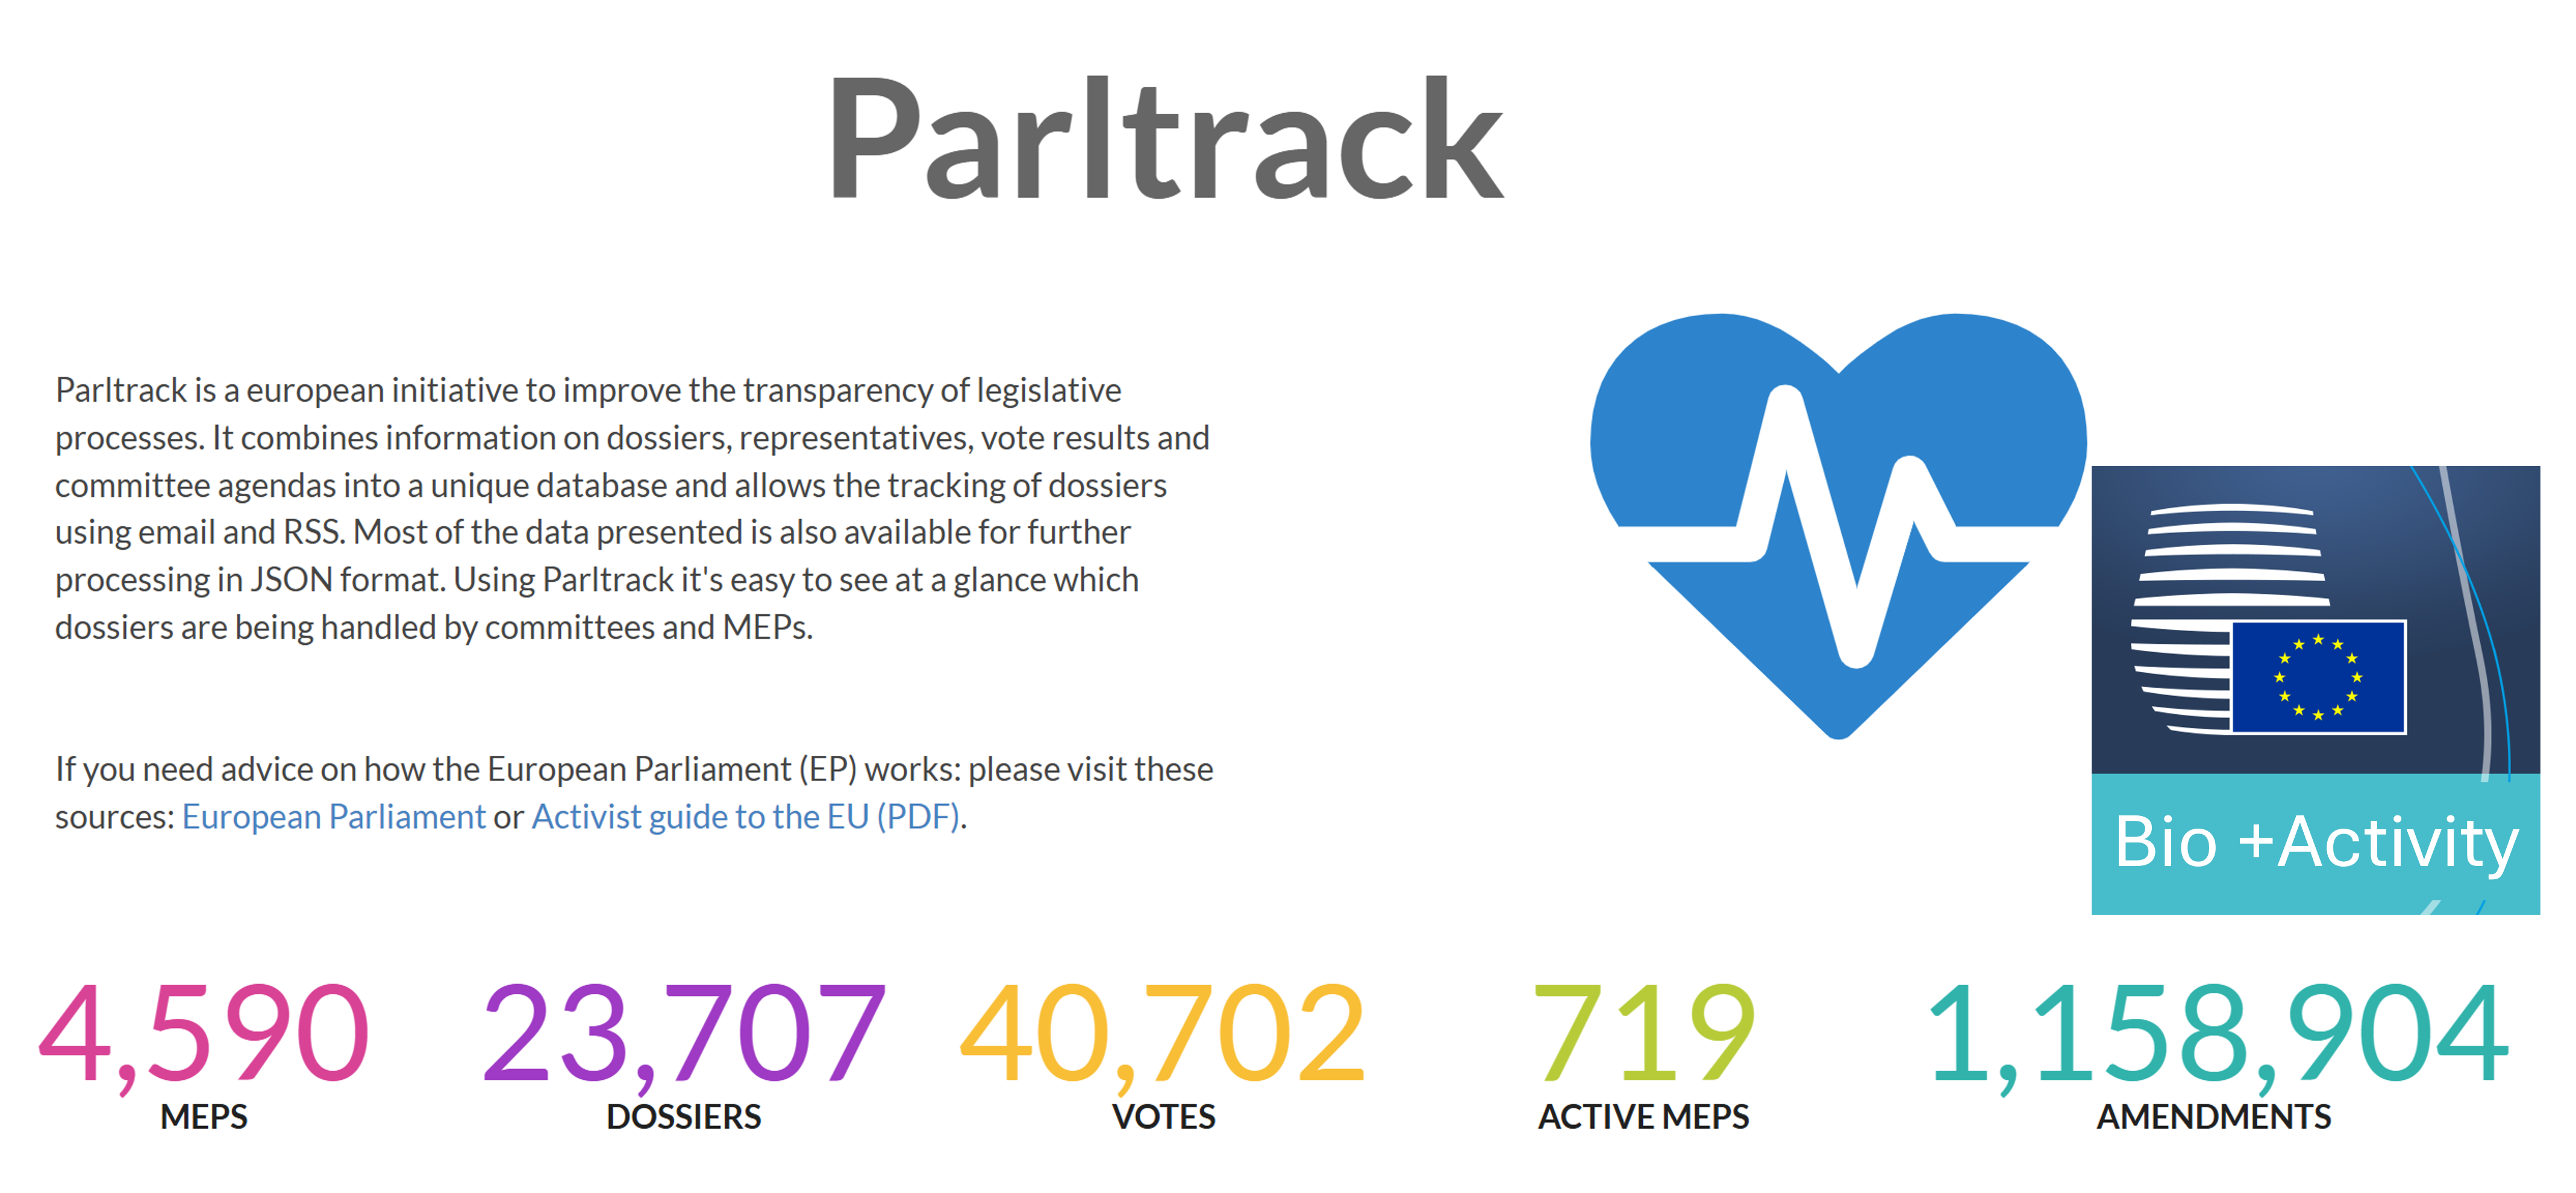 Parltrack
Parltrack is a european initiative to improve the transparency of legislative
processes. It combines information on dossiers, representatives, vote results and
committee agendas into a unique database and allows the tracking of dossiers
using email and RSS. Most of the data presented is also available for further
processing in JSON format. Using Parltrack it's easy to see at a glance which
dossiers are being handled by committees and MEPs.
If you need advice on how the European Parliament (EP) works: please visit these
sources: European Parliament or Activist guide to the EU (PDF).
Bio +Activity
4,590
MEPS
23,707
DOSSIERS
40,702
VOTES
719
ACTIVE MEPS
1,158,904
AMENDMENTS